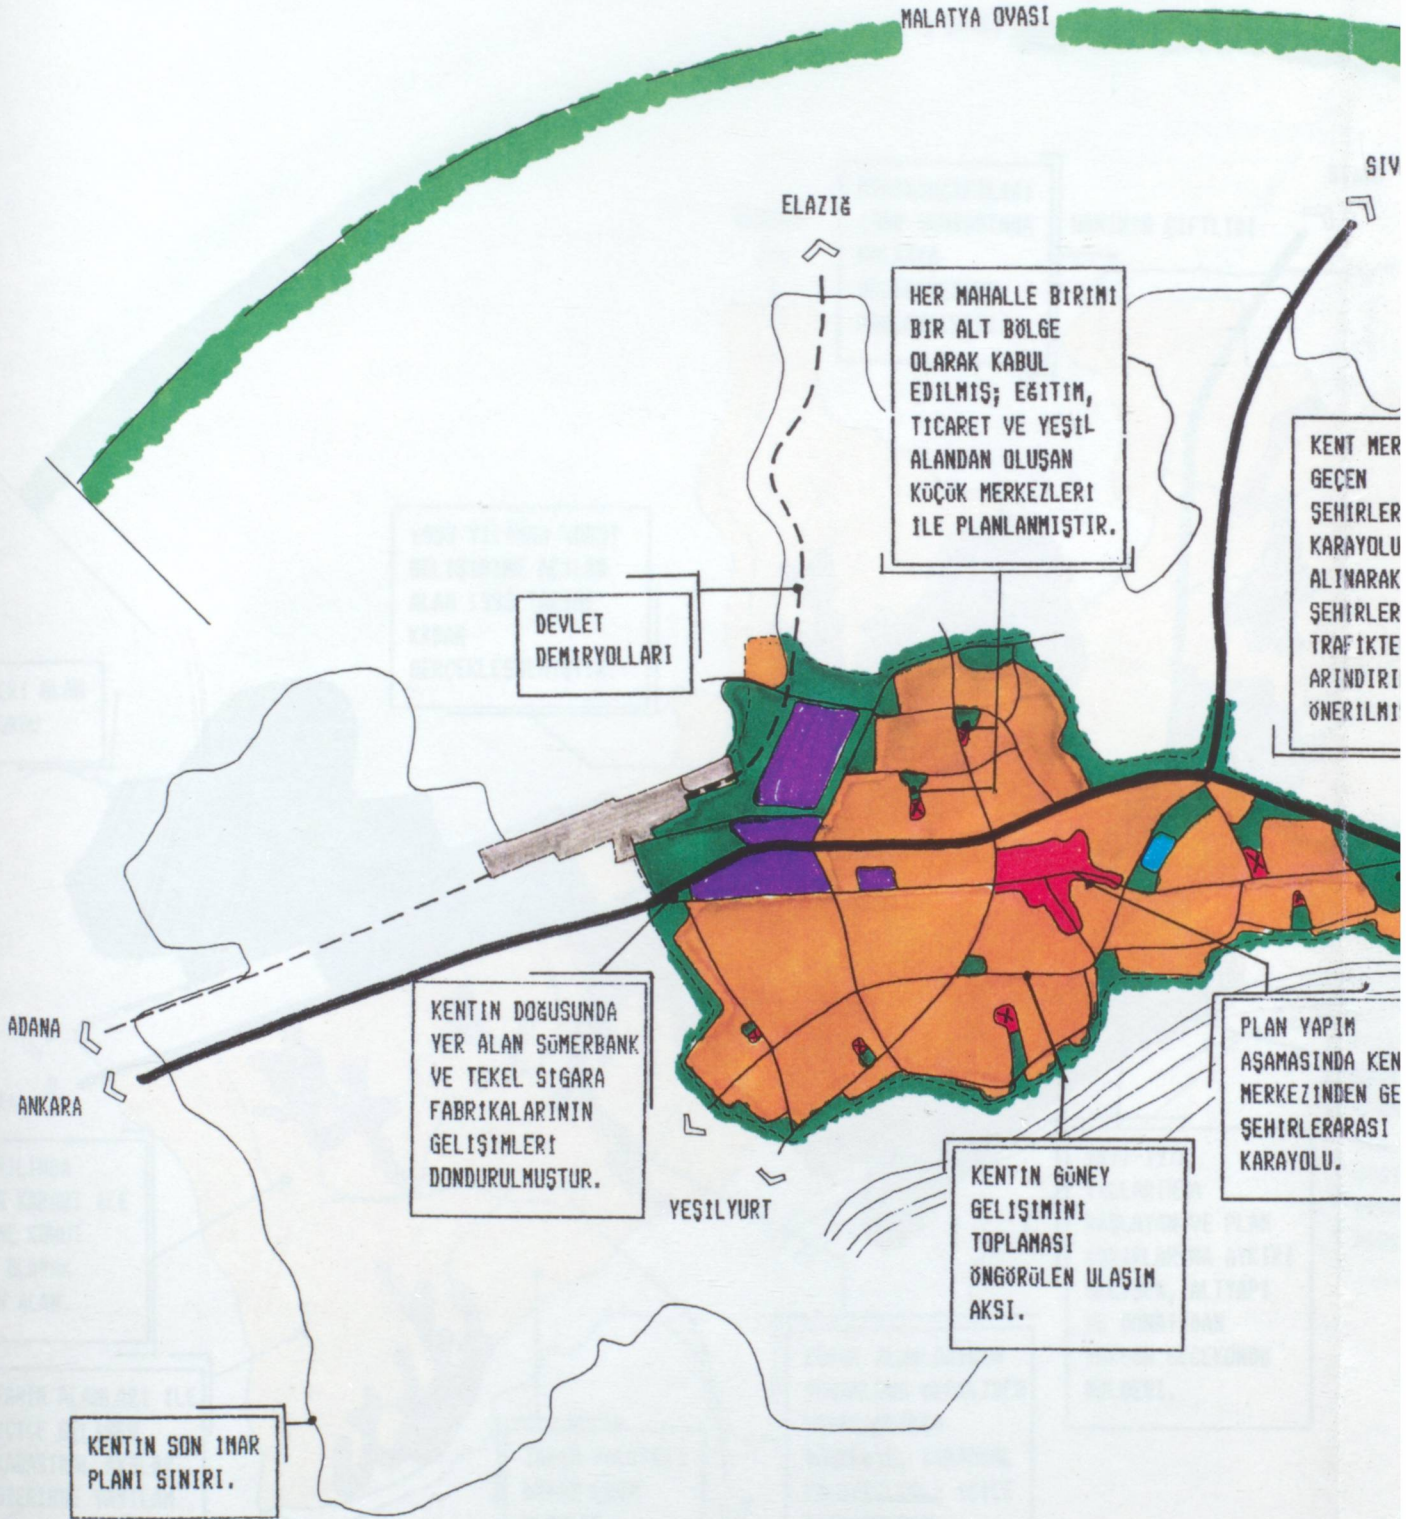 MALATYA OVASI
SIV
ELAZIĞ
HER MAHALLE BİRİMİ
BİR ALT BÖLGE
OLARAK KABUL
EDILMIŞ; EĞİTİM,
TİCARET VE YEŞİL
ALANDAN OLUŞAN
KÜÇÜK MERKEZLERİ
İLE PLANLANMIŞTIR.
KENT MER
GEÇEN
ŞEHİRLER
KARAYOLU
ALINARAK
ŞEHİRLER
TRAFİKTE
ARINDIRI
ÖNERİLMİ
DEVLET
DEMİRYOLLARI
ADANA
ANKARA
KENTİN DOĞUSUNDA
YER ALAN SÜMERBANK
VE TEKEL SİGARA
FABRİKALARININ
GELİŞİMLERİ
DONDURULMUŞTUR.
YEŞİLYURT
PLAN YAPIM
AŞAMASINDA KEN
MERKEZİNDEN GE
ŞEHİRLERARASI
KARAYOLU.
KENTİN GÜNEY
GELİŞİMİNİ
TOPLAMASI
ÖNGÖRÜLEN ULAŞIM
AKSI.
KENTİN SON İMAR
PLANI SINIRI.